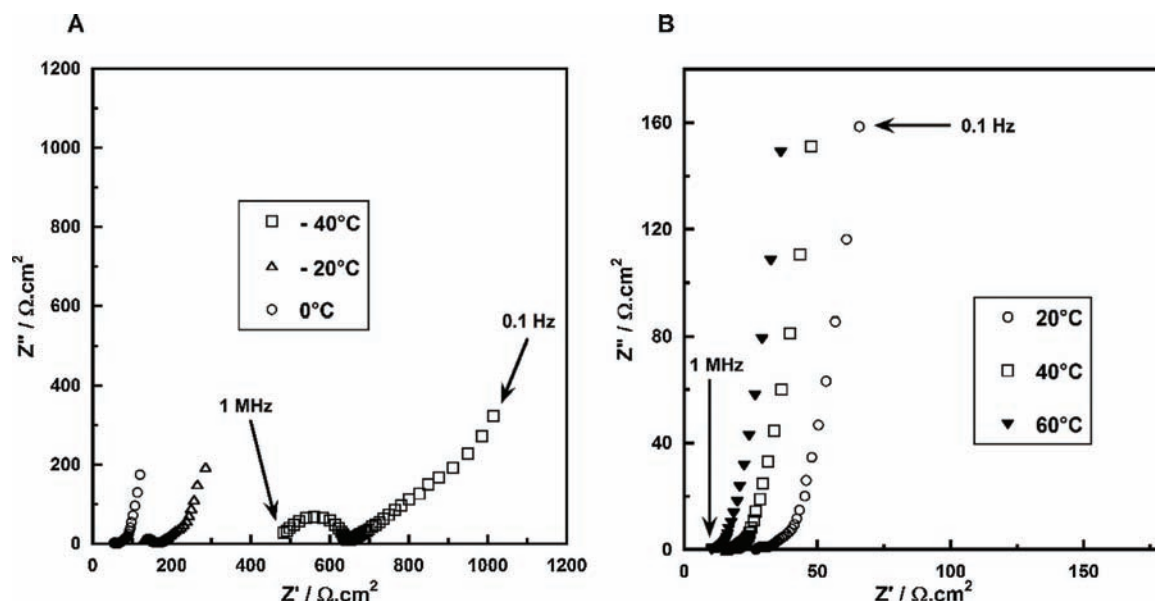 A
1200
1000
800
600
400
200
0
Z'' / Ω.cm²
- 40°C
- 20°C
0°C
1 MHz
0.1 Hz
0 200 400 600 800 1000 1200
Z' / Ω.cm²
B
160
120
80
40
0
Z'' / Ω.cm²
0.1 Hz
1 MHz
20°C
40°C
60°C
0 50 100 150
Z' / Ω.cm²